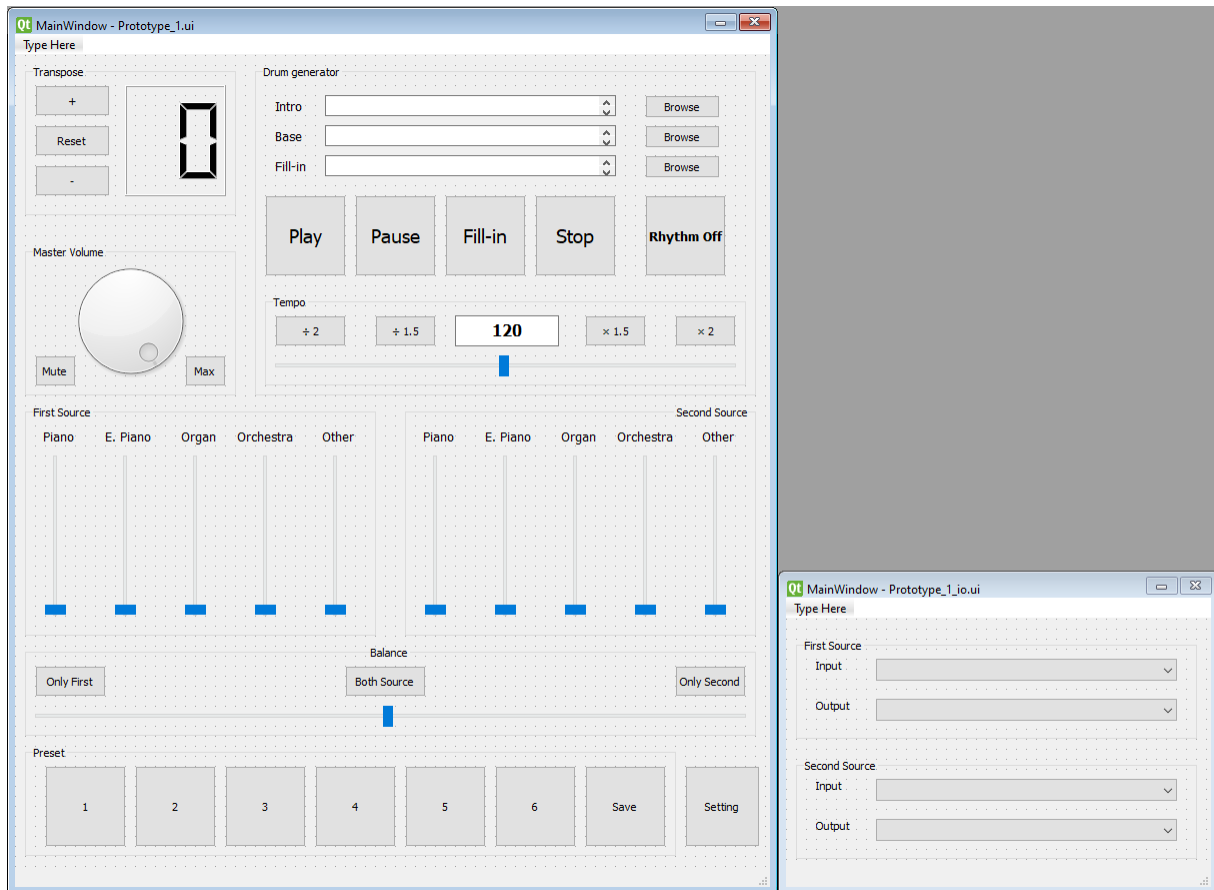 MainWindow - Prototype_1.ui
Type Here
Transpose
+
Reset
-
0
Drum generator
Intro
Browse
Base
Browse
Fill-in
Browse
Play
Pause
Fill-in
Stop
Rhythm Off
Master Volume
Mute
Max
Tempo
÷ 2
÷ 1.5
120
× 1.5
× 2
First Source
Piano
E. Piano
Organ
Orchestra
Other
Second Source
Piano
E. Piano
Organ
Orchestra
Other
Balance
Only First
Both Source
Only Second
Preset
1
2
3
4
5
6
Save
Setting
MainWindow - Prototype_1_io.ui
Type Here
First Source
Input
Output
Second Source
Input
Output